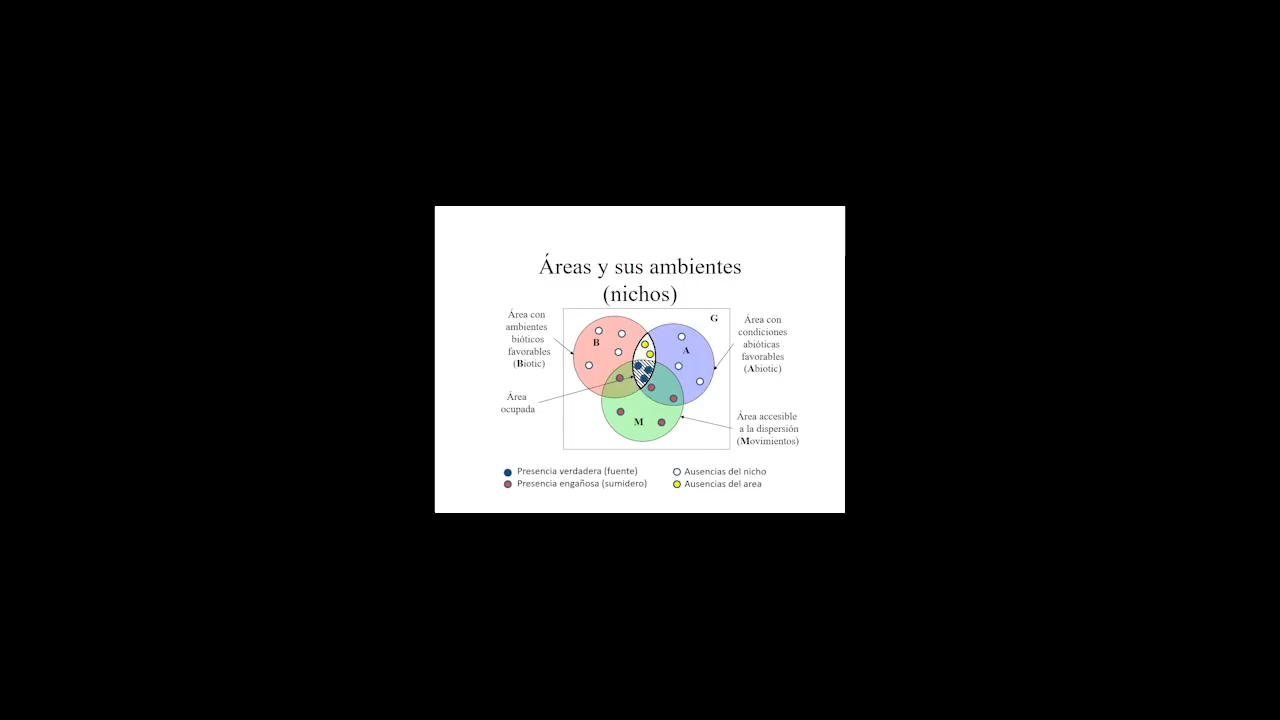 Áreas y sus ambientes
(nichos)
Área con
ambientes
bióticos
favorables
(Biotic)
B
G
A
Área con
condiciones
abióticas
favorables
(Abiotic)
Área
ocupada
M
Área accesible
a la dispersión
(Movimientos)
Presencia verdadera (fuente)
Presencia engañosa (sumidero)
Ausencias del nicho
Ausencias del area